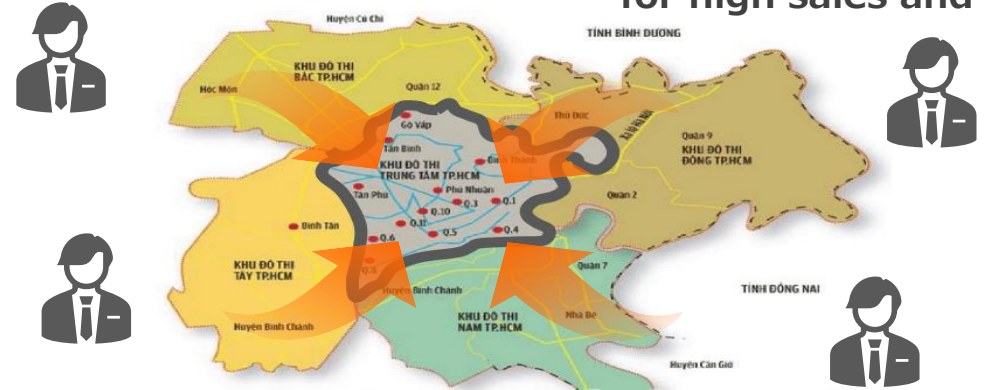 for high sales and
Huyện Củ Chi
TỈNH BÌNH DƯƠNG
KHU ĐÔ THỊ
BẮC TP.HCM
Hóc Môn
Quận 12
Thủ Đức
Gò Vấp
Quận 9
KHU ĐÔ THỊ
ĐÔNG TP.HCM
Tân Bình
Bình Thạnh
KHU ĐÔ THỊ
TRUNG TÂM TP.HCM
Tân Phú
Phú Nhuận
Quận 2
Q.3
Q.1
Q.10
Q.11
Bình Tân
Q.5
Q.4
Q.6
Q.8
KHU ĐÔ THỊ
TÂY TP.HCM
Quận 7
Huyện Bình Chánh
TỈNH ĐỒNG NAI
KHU ĐÔ THỊ
NAM TP.HCM
Nhà Bè
Huyện Bình Chánh
Huyện Cần Giờ